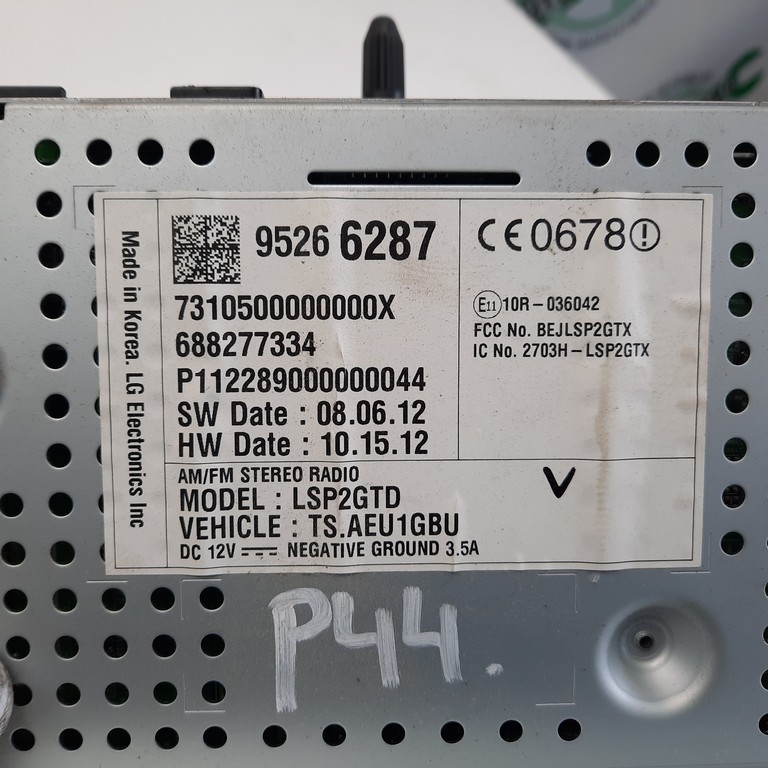 Made in Korea. LG Electronics Inc
9526 6287
7310500000000X
688277334
P112289000000044
SW Date : 08.06.12
HW Date : 10.15.12
CE0678
E11 10R-036042
FCC No. BEJLSP2GTX
IC No. 2703H-LSP2GTX
AM/FM STEREO RADIO
MODEL : LSP2GTD
VEHICLE : TS.AEU1GBU
DC 12V NEGATIVE GROUND 3.5A
V
P44.